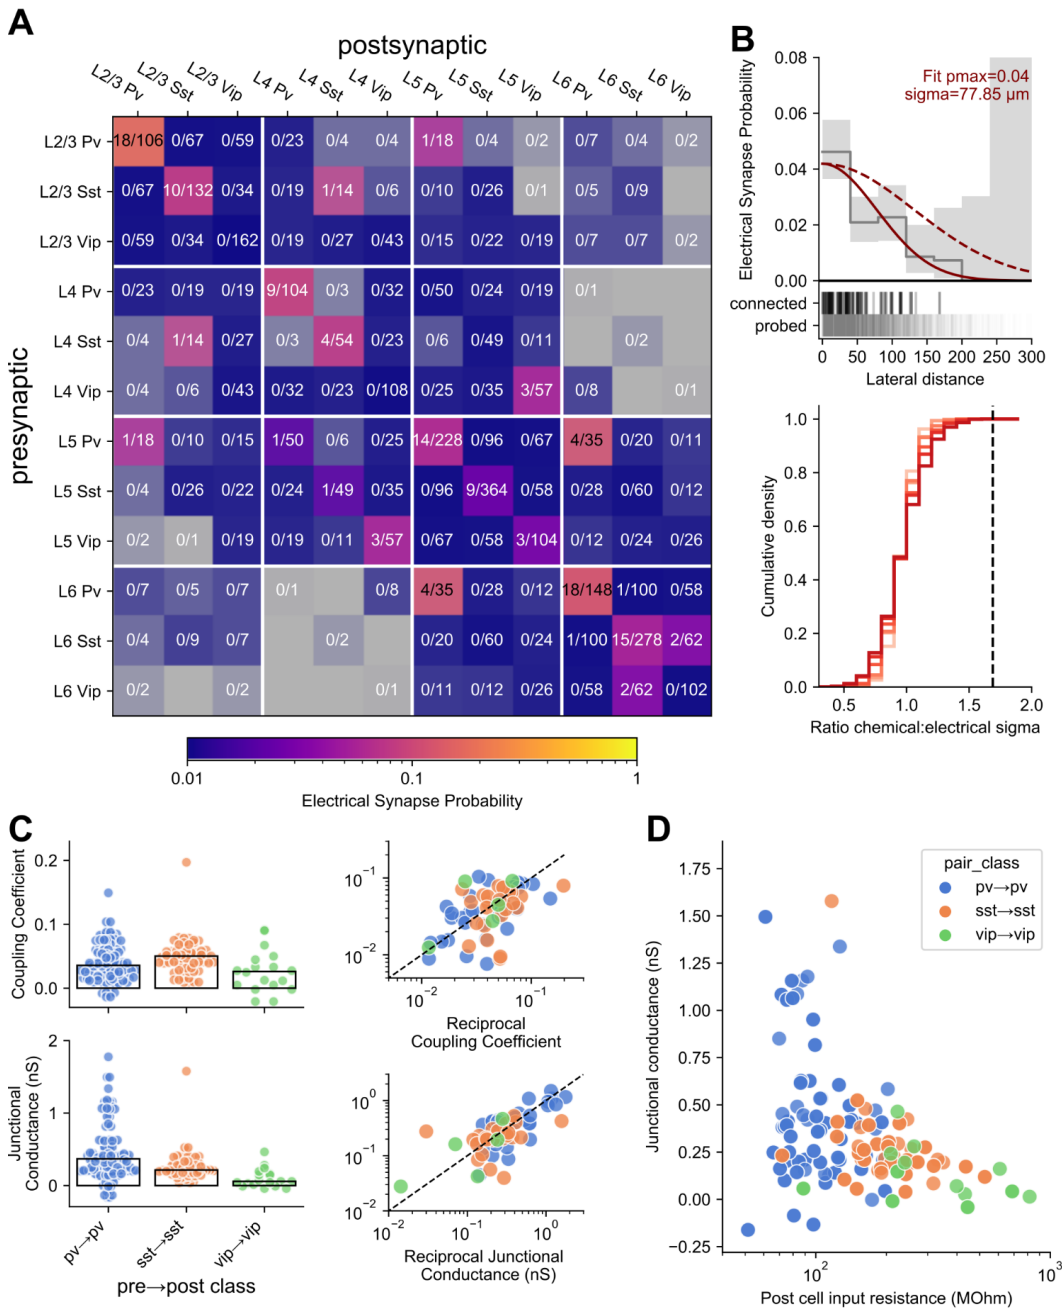 A
postsynaptic
L2/3 Pv L2/3 Sst L2/3 Vip L4 Pv L4 Sst L4 Vip L5 Pv L5 Sst L5 Vip L6 Pv L6 Sst L6 Vip
presynaptic
L2/3 Pv 18/106 0/67 0/59 0/23 0/4 0/4 1/18 0/4 0/2 0/7 0/4 0/2
L2/3 Sst 0/67 10/132 0/34 0/19 1/14 0/6 0/10 0/26 0/1 0/5 0/9
L2/3 Vip 0/59 0/34 0/162 0/19 0/27 0/43 0/15 0/22 0/19 0/7 0/7 0/2
L4 Pv 0/23 0/19 0/19 9/104 0/3 0/32 0/50 0/24 0/19 0/1
L4 Sst 0/4 1/14 0/27 0/3 4/54 0/23 0/6 0/49 0/11 0/2
L4 Vip 0/4 0/6 0/43 0/32 0/23 0/108 0/25 0/35 3/57 0/8 0/1
L5 Pv 1/18 0/10 0/15 1/50 0/6 0/25 14/228 0/96 0/67 4/35 0/20 0/11
L5 Sst 0/4 0/26 0/22 0/24 1/49 0/35 0/96 9/364 0/58 0/28 0/60 0/12
L5 Vip 0/2 0/1 0/19 0/19 0/11 3/57 0/67 0/58 3/104 0/12 0/24 0/26
L6 Pv 0/7 0/5 0/7 0/1 0/8 4/35 0/28 0/12 18/148 1/100 0/58
L6 Sst 0/4 0/9 0/7 0/2 0/20 0/60 0/24 1/100 15/278 2/62
L6 Vip 0/2 0/2 0/1 0/11 0/12 0/26 0/58 2/62 0/102
0.01 0.1 1
Electrical Synapse Probability
B
Electrical Synapse Probability
0.08
0.06
0.04
0.02
0.00
Fit pmax=0.04
sigma=77.85 μm
connected
probed
0 50 100 150 200 300
Lateral distance
Cumulative density
1.0
0.8
0.6
0.4
0.2
0.0
0.5 1.0 1.5 2.0
Ratio chemical:electrical sigma
C
Coupling Coefficient
0.2
0.1
0.0
10⁻¹
10⁻²
10⁻² 10⁻¹
Reciprocal
Coupling Coefficient
Junctional
Conductance (nS)
2
1
0
pv→pv sst→sst vip→vip
pre→post class
10⁰
10⁻¹
10⁻²
10⁻² 10⁻¹ 10⁰
Reciprocal Junctional
Conductance (nS)
D
Junctional conductance (nS)
1.75
1.50
1.25
1.00
0.75
0.50
0.25
0.00
−0.25
pair_class
pv→pv
sst→sst
vip→vip
10² 10³
Post cell input resistance (MOhm)